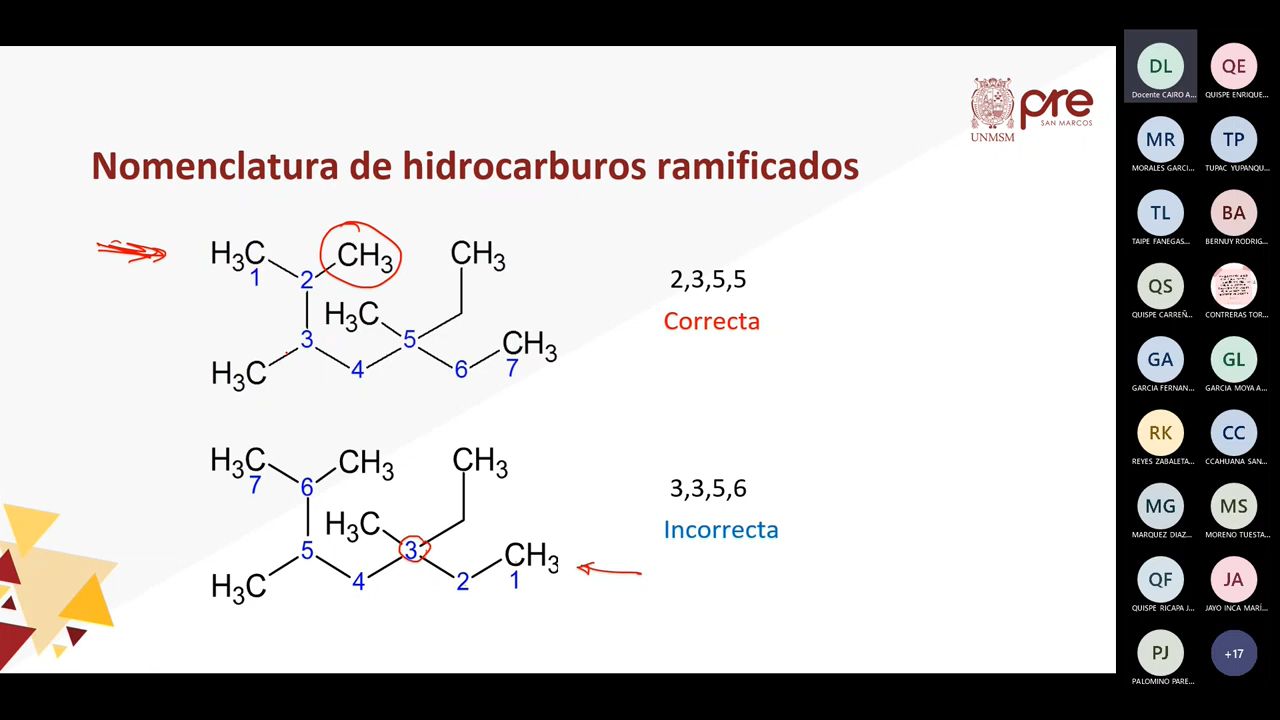 UNMSM
pre
SAN MARCOS
Nomenclatura de hidrocarburos ramificados
H₃C CH₃ CH₃
1 2
H₃C
3 5 CH₃
H₃C 4 6 7
2,3,5,5
Correcta
H₃C CH₃ CH₃
7 6
H₃C
5 3 CH₃
H₃C 4 2 1
3,3,5,6
Incorrecta
DL
Docente CAIRO A...
QE
QUISPE ENRIQUE...
MR
MORALES GARCI...
TP
TUPAC YUPANQU...
TL
TAIPE FANEGAS...
BA
BERNUY RODRIG...
QS
QUISPE CARREÑ...
CONTRERAS TOR...
GA
GARCIA FERNAN...
GL
GARCIA MOYA A...
RK
REYES ZABALETA...
CC
CCAHUANA SAN...
MG
MARQUEZ DIAZ...
MS
MORENO TUESTA...
QF
QUISPE RICAPA J...
JA
JAYO INCA MARÍ...
PJ
PALOMINO PARE...
+17